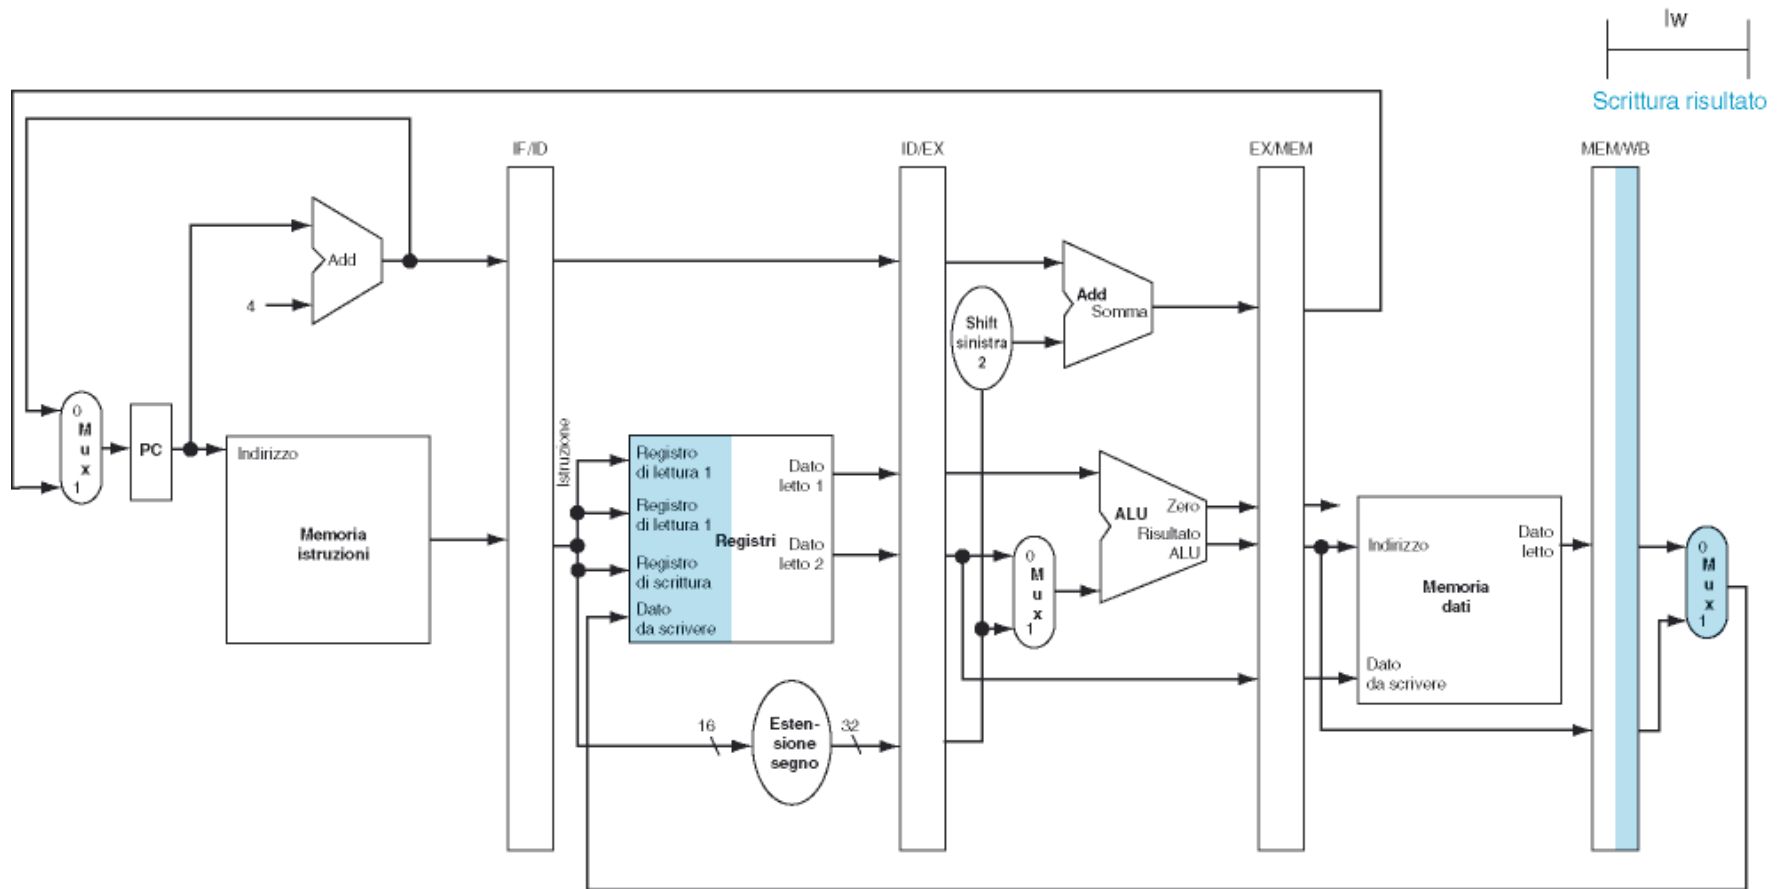 lw
Scrittura risultato
IF/ID
ID/EX
EX/MEM
MEM/WB
Add
4
Add
Somma
Shift
sinistra
2
0
M
u
x
1
PC
Indirizzo
Memoria
istruzioni
Istruzione
Registro
di lettura 1
Registro
di lettura 1
Registro
di scrittura
Dato
da scrivere
Registri
Dato
letto 1
Dato
letto 2
16
Esten-
sione
segno
32
0
M
u
x
1
ALU
Zero
Risultato
ALU
Indirizzo
Dato
letto
Memoria
dati
Dato
da scrivere
0
M
u
x
1